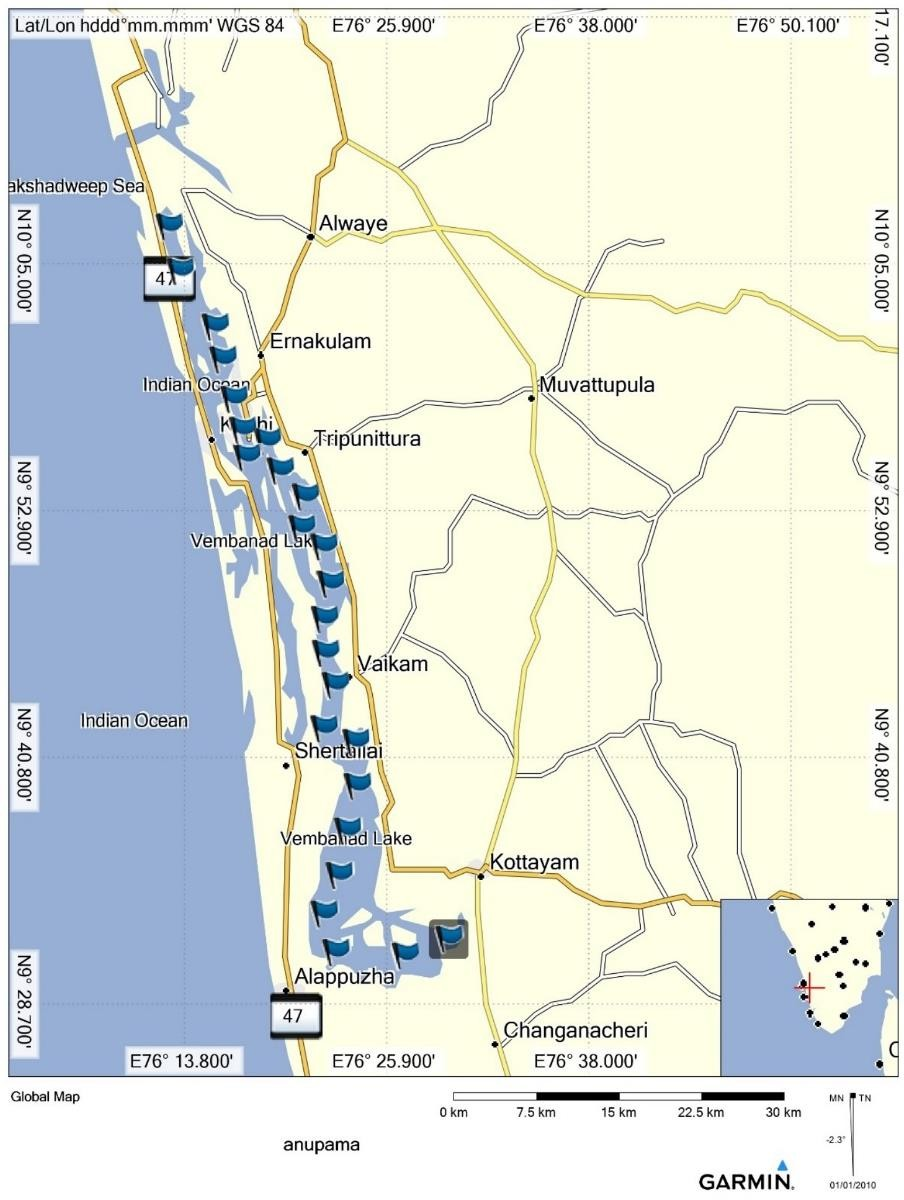 Lat/Lon hddd°mm.mmm' WGS 84
E76° 25.900'
E76° 38.000'
E76° 50.100'
17.100'
akshadweep Sea
Alwaye
N10° 05.000'
N10° 05.000'
47
Ernakulam
Indian Ocean
Muvattupula
Tripunittura
N9° 52.900'
N9° 52.900'
Vembanad Lak
Vaikam
Indian Ocean
N9° 40.800'
N9° 40.800'
Shertallai
Vembanad Lake
Kottayam
Alappuzha
N9° 28.700'
47
Changanacheri
E76° 13.800'
E76° 25.900'
E76° 38.000'
C
Global Map
0 km
7.5 km
15 km
22.5 km
30 km
MN
TN
-2.3°
anupama
GARMIN.
01/01/2010